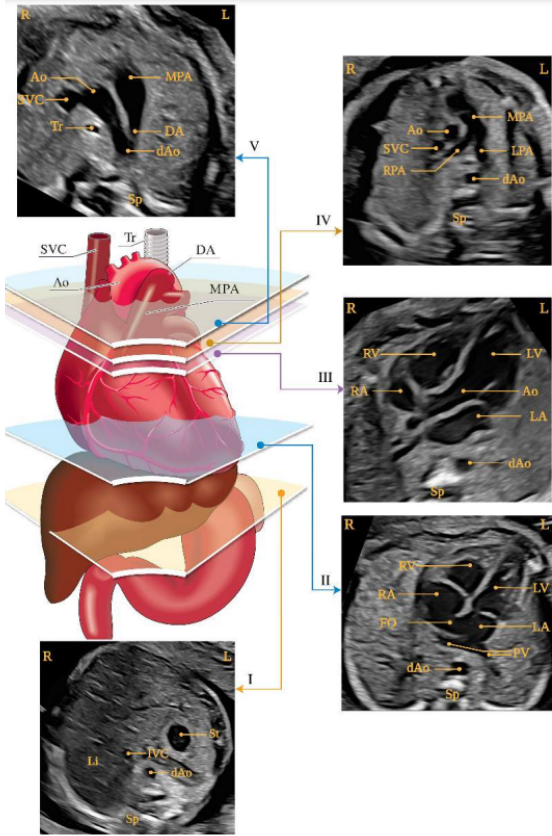 R L
Ao
MPA
SVC
Tr
DA
dAo
Sp
V
R L
MPA
Ao
SVC
RPA
LPA
dAo
Sp
IV
SVC
Tr
DA
Ao
MPA
III
RV
LV
RA
Ao
LA
dAo
Sp
II
RV
RA
LV
FO
LA
PV
dAo
Sp
I
R L
St
IVC
Li
dAo
Sp